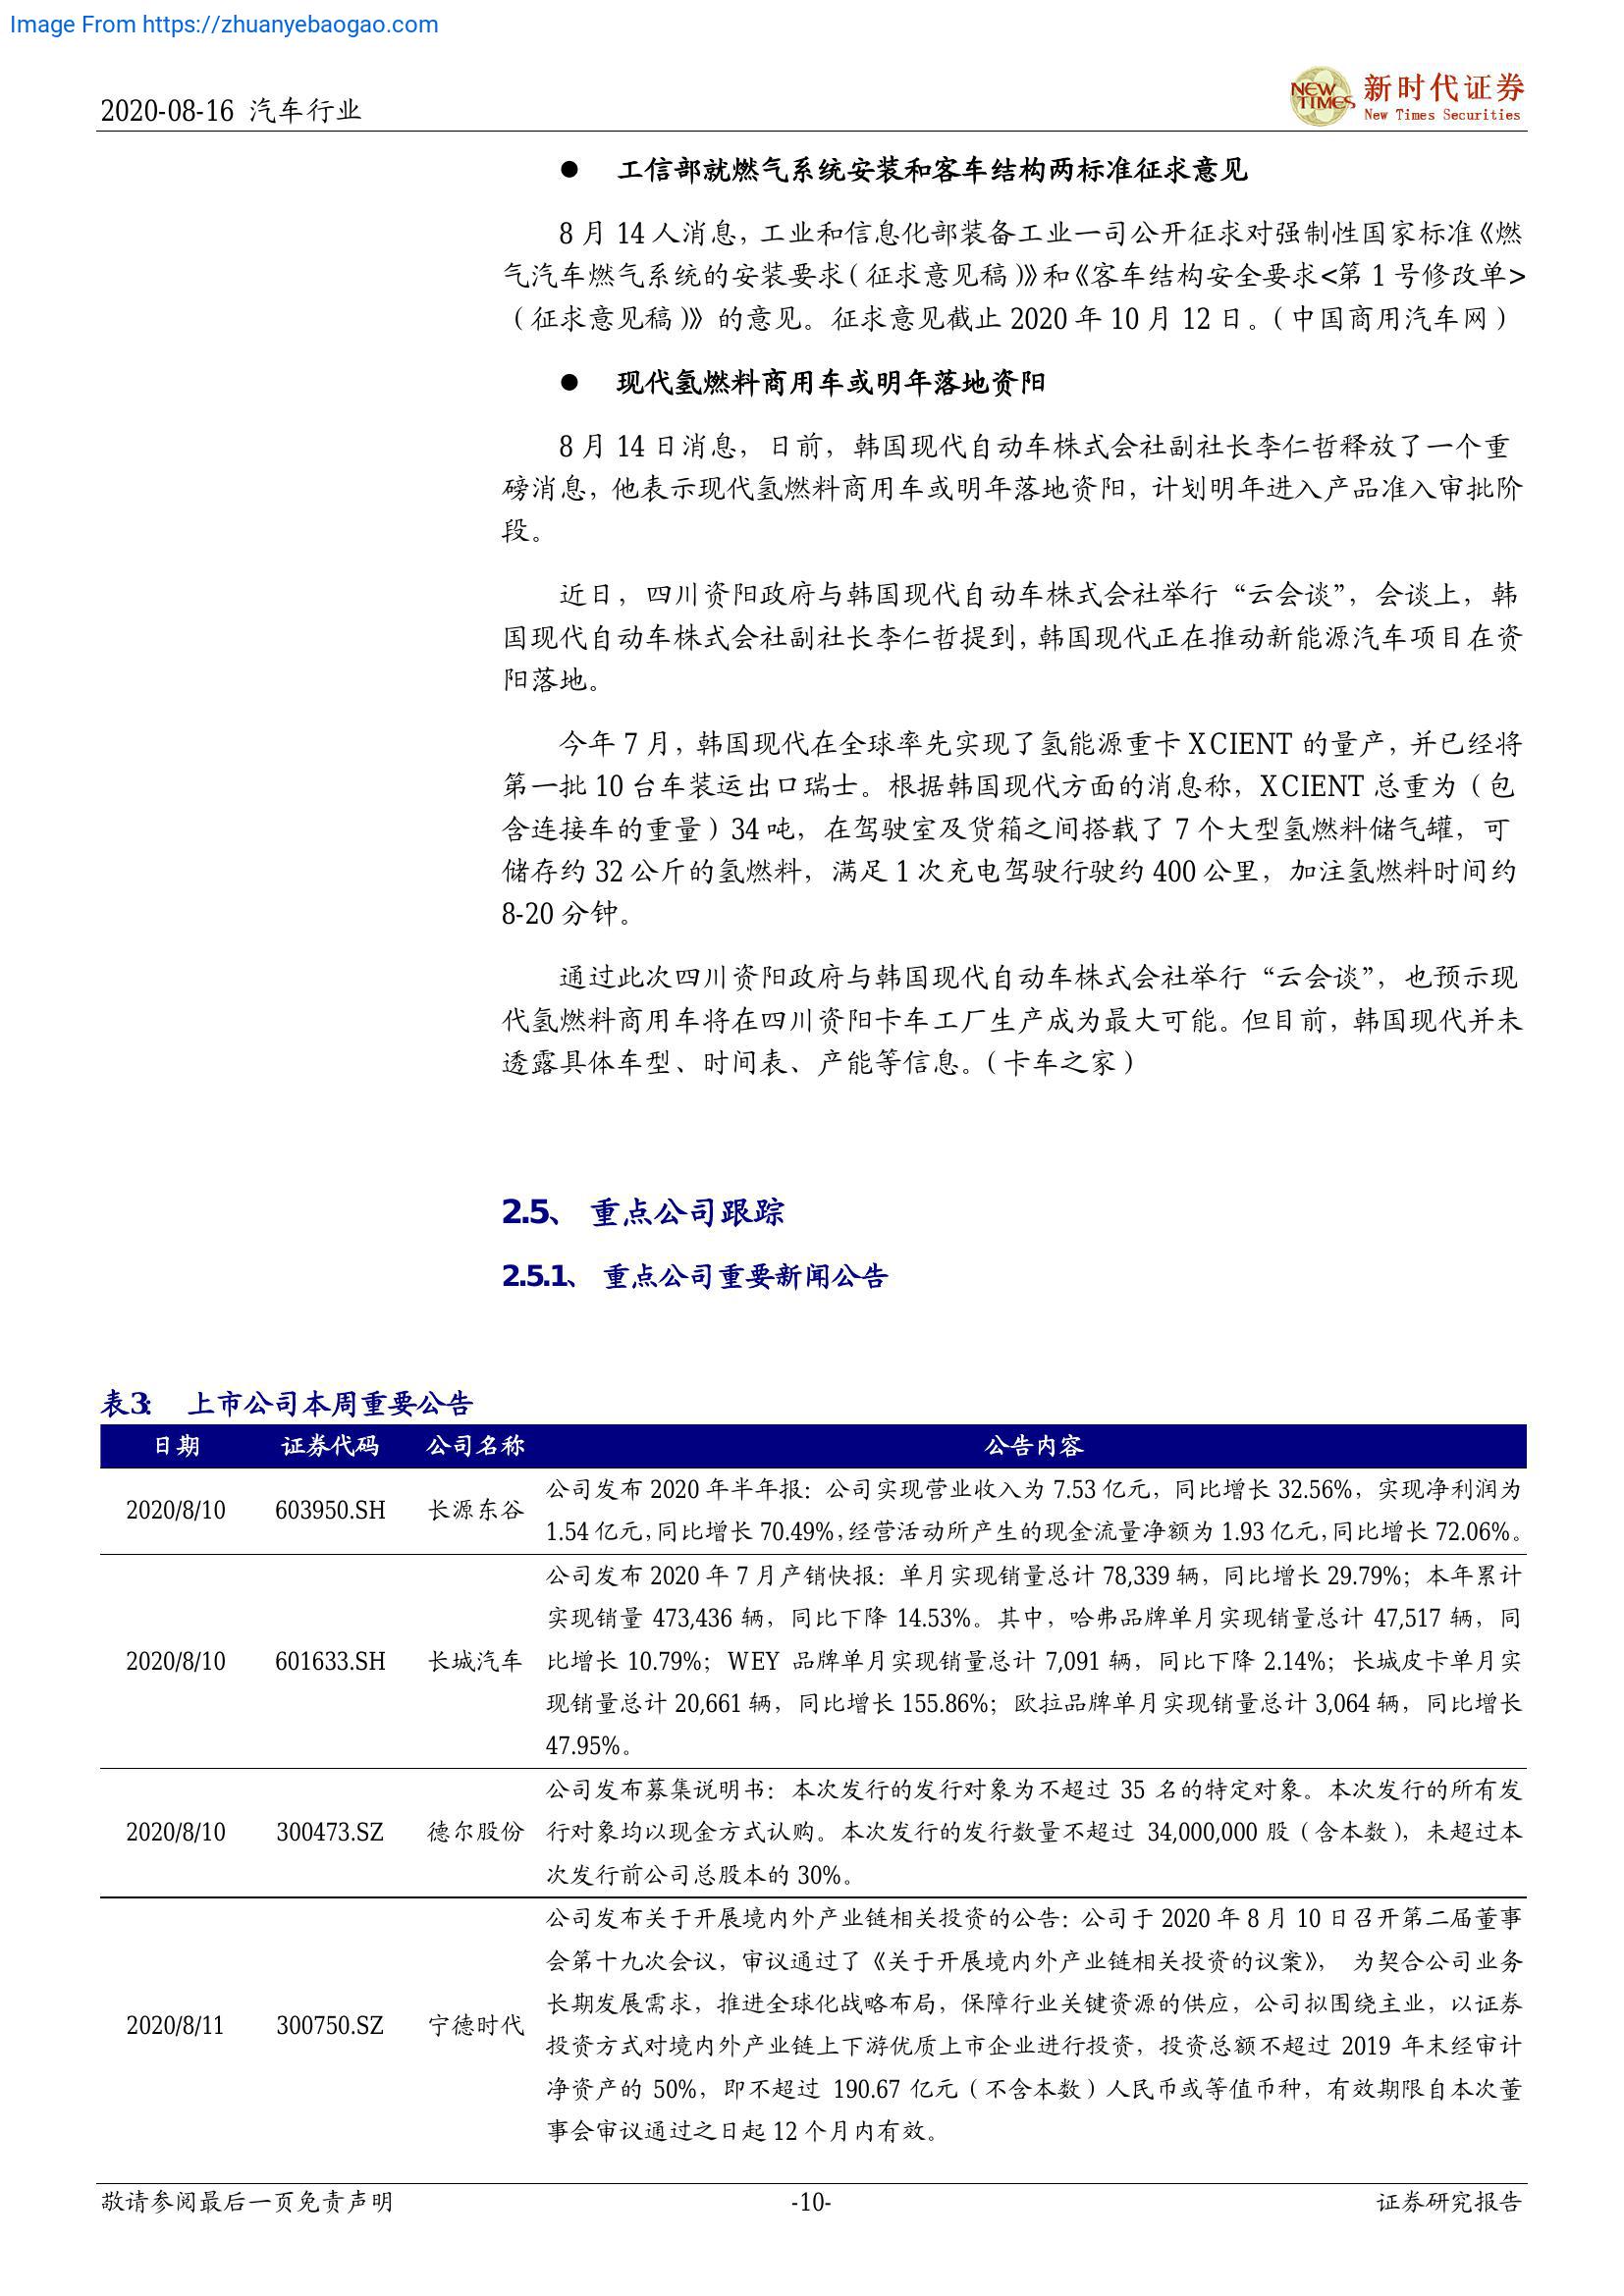 Image From https://zhuanyebaogao.com
2020-08-16 汽车行业
NEW TIMES 新时代证券
New Times Securities
● 工信部就燃气系统安装和客车结构两标准征求意见
8 月 14 人消息，工业和信息化部装备工业一司公开征求对强制性国家标准《燃
气汽车燃气系统的安装要求（征求意见稿）》和《客车结构安全要求<第 1 号修改单>
（征求意见稿）》的意见。征求意见截止 2020 年 10 月 12 日。（中国商用汽车网）
● 现代氢燃料商用车或明年落地资阳
8 月 14 日消息，日前，韩国现代自动车株式会社副社长李仁哲释放了一个重
磅消息，他表示现代氢燃料商用车或明年落地资阳，计划明年进入产品准入审批阶
段。
近日，四川资阳政府与韩国现代自动车株式会社举行“云会谈”，会谈上，韩
国现代自动车株式会社副社长李仁哲提到，韩国现代正在推动新能源汽车项目在资
阳落地。
今年 7 月，韩国现代在全球率先实现了氢能源重卡 XCIENT 的量产，并已经将
第一批 10 台车装运出口瑞士。根据韩国现代方面的消息称，XCIENT 总重为（包
含连接车的重量）34 吨，在驾驶室及货箱之间搭载了 7 个大型氢燃料储气罐，可
储存约 32 公斤的氢燃料，满足 1 次充电驾驶行驶约 400 公里，加注氢燃料时间约
8-20 分钟。
通过此次四川资阳政府与韩国现代自动车株式会社举行“云会谈”，也预示现
代氢燃料商用车将在四川资阳卡车工厂生产成为最大可能。但目前，韩国现代并未
透露具体车型、时间表、产能等信息。（卡车之家）
2.5、 重点公司跟踪
2.5.1、 重点公司重要新闻公告
表3： 上市公司本周重要公告
日期 证券代码 公司名称 公告内容
2020/8/10 603950.SH 长源东谷
公司发布 2020 年半年报：公司实现营业收入为 7.53 亿元，同比增长 32.56%，实现净利润为
1.54 亿元，同比增长 70.49%，经营活动所产生的现金流量净额为 1.93 亿元，同比增长 72.06%。
2020/8/10 601633.SH 长城汽车
公司发布 2020 年 7 月产销快报：单月实现销量总计 78,339 辆，同比增长 29.79%；本年累计
实现销量 473,436 辆，同比下降 14.53%。其中，哈弗品牌单月实现销量总计 47,517 辆，同
比增长 10.79%；WEY 品牌单月实现销量总计 7,091 辆，同比下降 2.14%；长城皮卡单月实
现销量总计 20,661 辆，同比增长 155.86%；欧拉品牌单月实现销量总计 3,064 辆，同比增长
47.95%。
2020/8/10 300473.SZ 德尔股份
公司发布募集说明书：本次发行的发行对象为不超过 35 名的特定对象。本次发行的所有发
行对象均以现金方式认购。本次发行的发行数量不超过 34,000,000 股（含本数），未超过本
次发行前公司总股本的 30%。
2020/8/11 300750.SZ 宁德时代
公司发布关于开展境内外产业链相关投资的公告：公司于 2020 年 8 月 10 日召开第二届董事
会第十九次会议，审议通过了《关于开展境内外产业链相关投资的议案》， 为契合公司业务
长期发展需求，推进全球化战略布局，保障行业关键资源的供应，公司拟围绕主业，以证券
投资方式对境内外产业链上下游优质上市企业进行投资，投资总额不超过 2019 年末经审计
净资产的 50%，即不超过 190.67 亿元（不含本数）人民币或等值币种，有效期限自本次董
事会审议通过之日起 12 个月内有效。
敬请参阅最后一页免责声明 -10- 证券研究报告